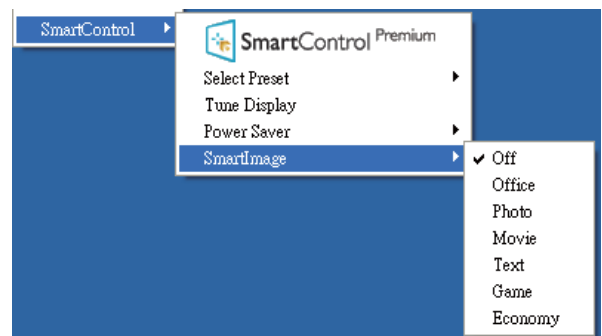 SmartControl
SmartControl Premium
Select Preset
Tune Display
Power Saver
SmartImage
Off
Office
Photo
Movie
Text
Game
Economy